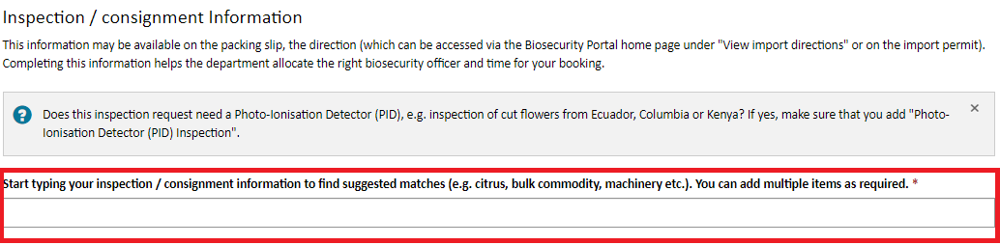 Inspection / consignment Information
This information may be available on the packing slip, the direction (which can be accessed via the Biosecurity Portal home page under "View import directions" or on the import permit).
Completing this information helps the department allocate the right biosecurity officer and time for your booking.
? Does this inspection request need a Photo-Ionisation Detector (PID), e.g. inspection of cut flowers from Ecuador, Columbia or Kenya? If yes, make sure that you add "Photo- ×
Ionisation Detector (PID) Inspection".
Start typing your inspection / consignment information to find suggested matches (e.g. citrus, bulk commodity, machinery etc.). You can add multiple items as required. *